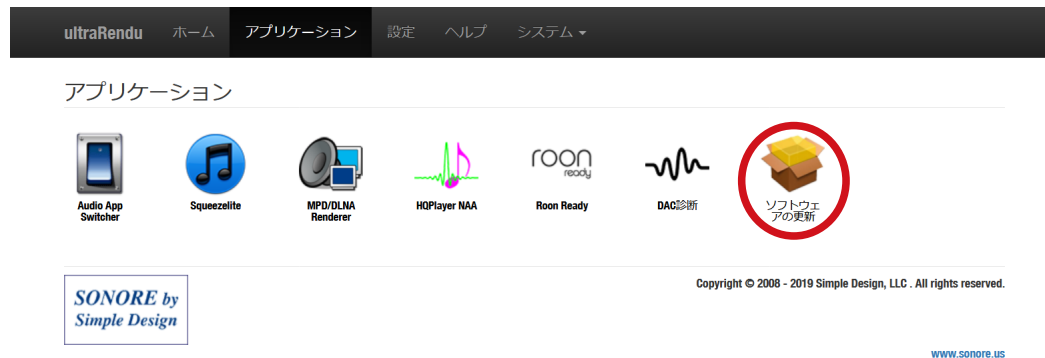 ultraRendu ホーム アプリケーション 設定 ヘルプ システム
アプリケーション
Audio App
Switcher
Squeezelite
MPD/DLNA
Renderer
HQPlayer NAA
roon
ready
Roon Ready
DAC診断
ソフトウェ
アの更新
SONORE by
Simple Design
Copyright © 2008 - 2019 Simple Design, LLC . All rights reserved.
www.sonore.us